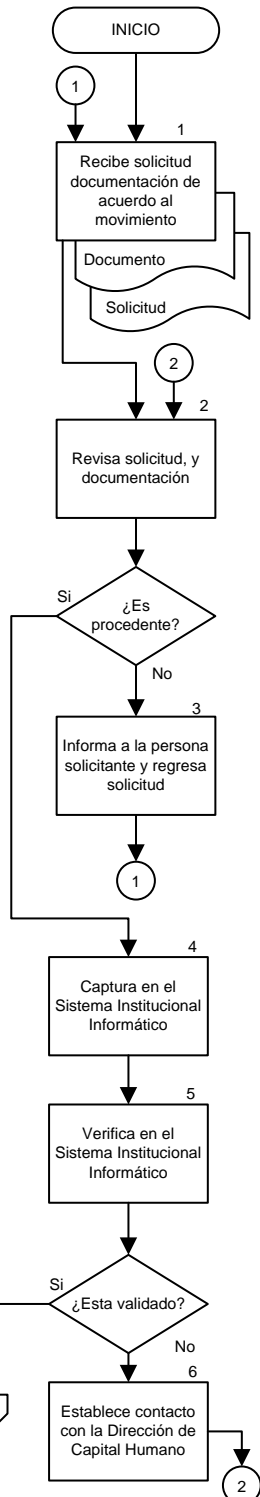 INICIO
1
1
Recibe solicitud
documentación de
acuerdo al
movimiento
Documento
Solicitud
2
2
Revisa solicitud, y
documentación
¿Es
procedente?
Si
No
3
Informa a la persona
solicitante y regresa
solicitud
1
4
Captura en el
Sistema Institucional
Informático
5
Verifica en el
Sistema Institucional
Informático
Si
¿Esta validado?
No
6
Establece contacto
con la Dirección de
Capital Humano
2